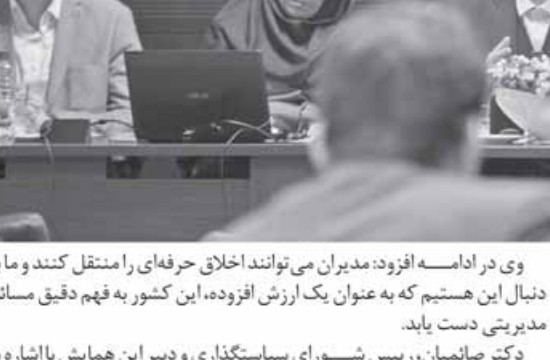 وی در ادامه افزود: مدیران می‌توانند اخلاق حرفه‌ای را منتقل کنند و ما
دنبال این هستیم که به عنوان یک ارزش افزوده، این کشور به فهم دقیق
مدیریتی دست یابد.
دکتر صائمیان، رییس شورای سیاستگذاری و دبیر این همایش با اشاره